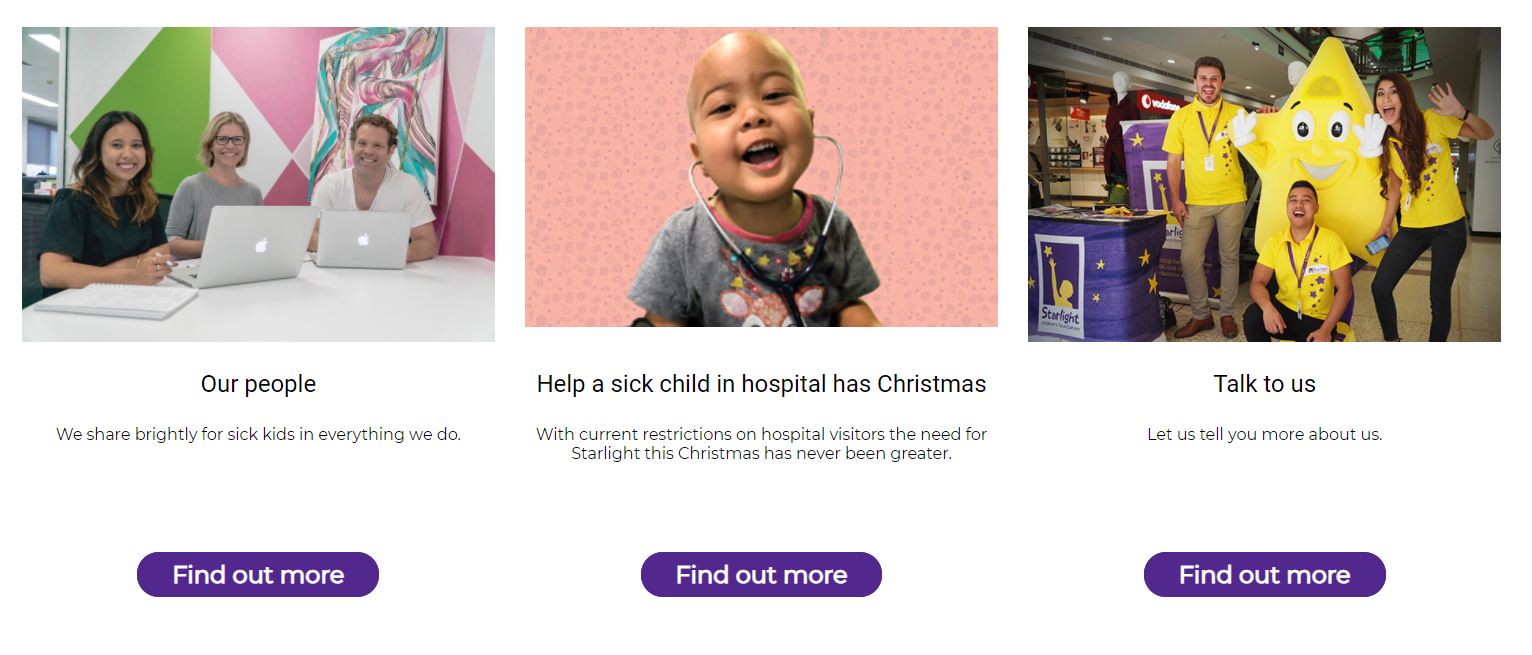 vodafone
Starlight
children's foundation
Our people
We share brightly for sick kids in everything we do.
Find out more
Help a sick child in hospital has Christmas
With current restrictions on hospital visitors the need for
Starlight this Christmas has never been greater.
Find out more
Talk to us
Let us tell you more about us.
Find out more